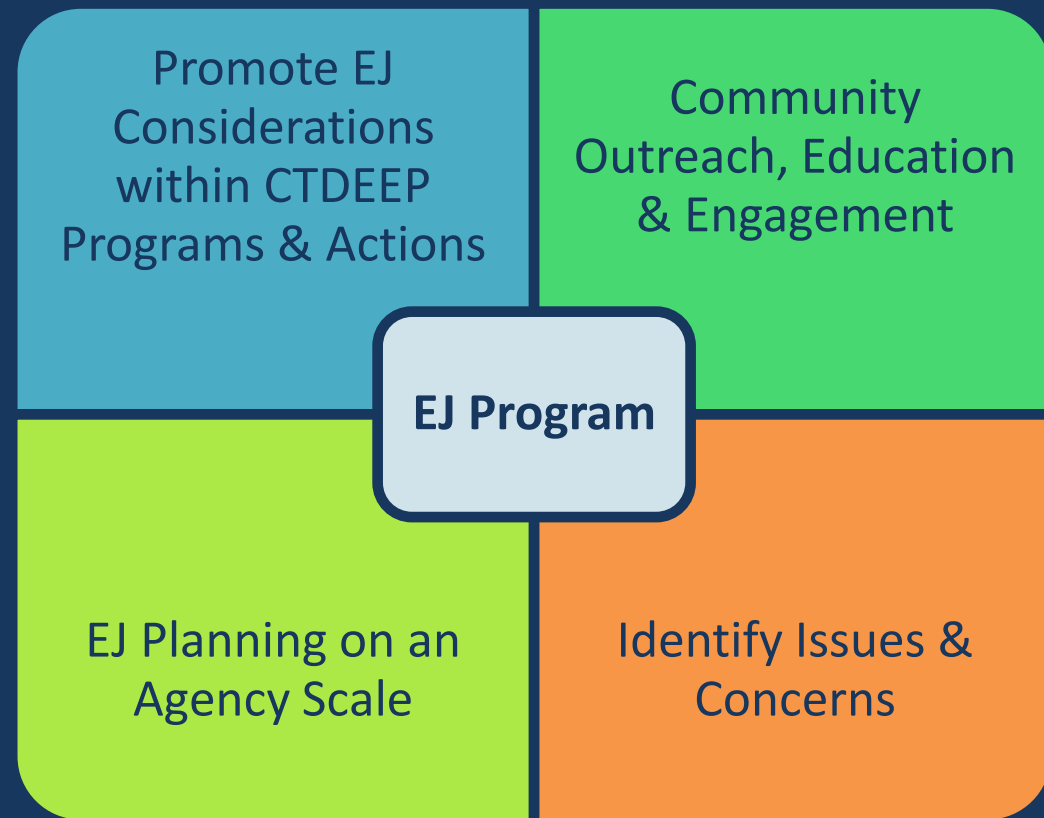 Promote EJ
Considerations
within CTDEEP
Programs & Actions
Community
Outreach, Education
& Engagement
EJ Program
EJ Planning on an
Agency Scale
Identify Issues &
Concerns